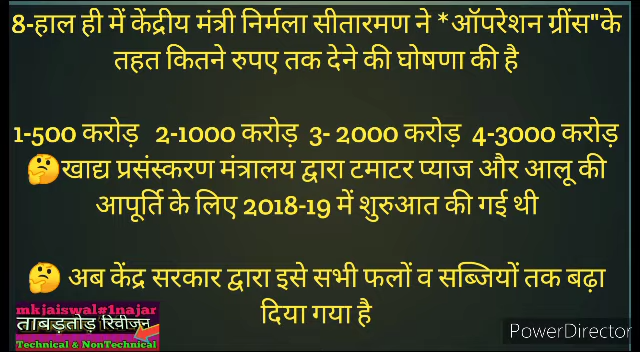 8-हाल ही में केंद्रीय मंत्री निर्मला सीतारमण ने *ऑपरेशन ग्रींस"के
तहत कितने रुपए तक देने की घोषणा की है
1-500 करोड़ 2-1000 करोड़ 3- 2000 करोड़ 4-3000 करोड़
🤔खाद्य प्रसंस्करण मंत्रालय द्वारा टमाटर प्याज और आलू की
आपूर्ति के लिए 2018-19 में शुरुआत की गई थी
🤔 अब केंद्र सरकार द्वारा इसे सभी फलों व सब्जियों तक बढ़ा
दिया गया है
mkjaiswal#1najar
ताबड़तोड़ रिवीजन
Technical & NonTechnical
PowerDirector